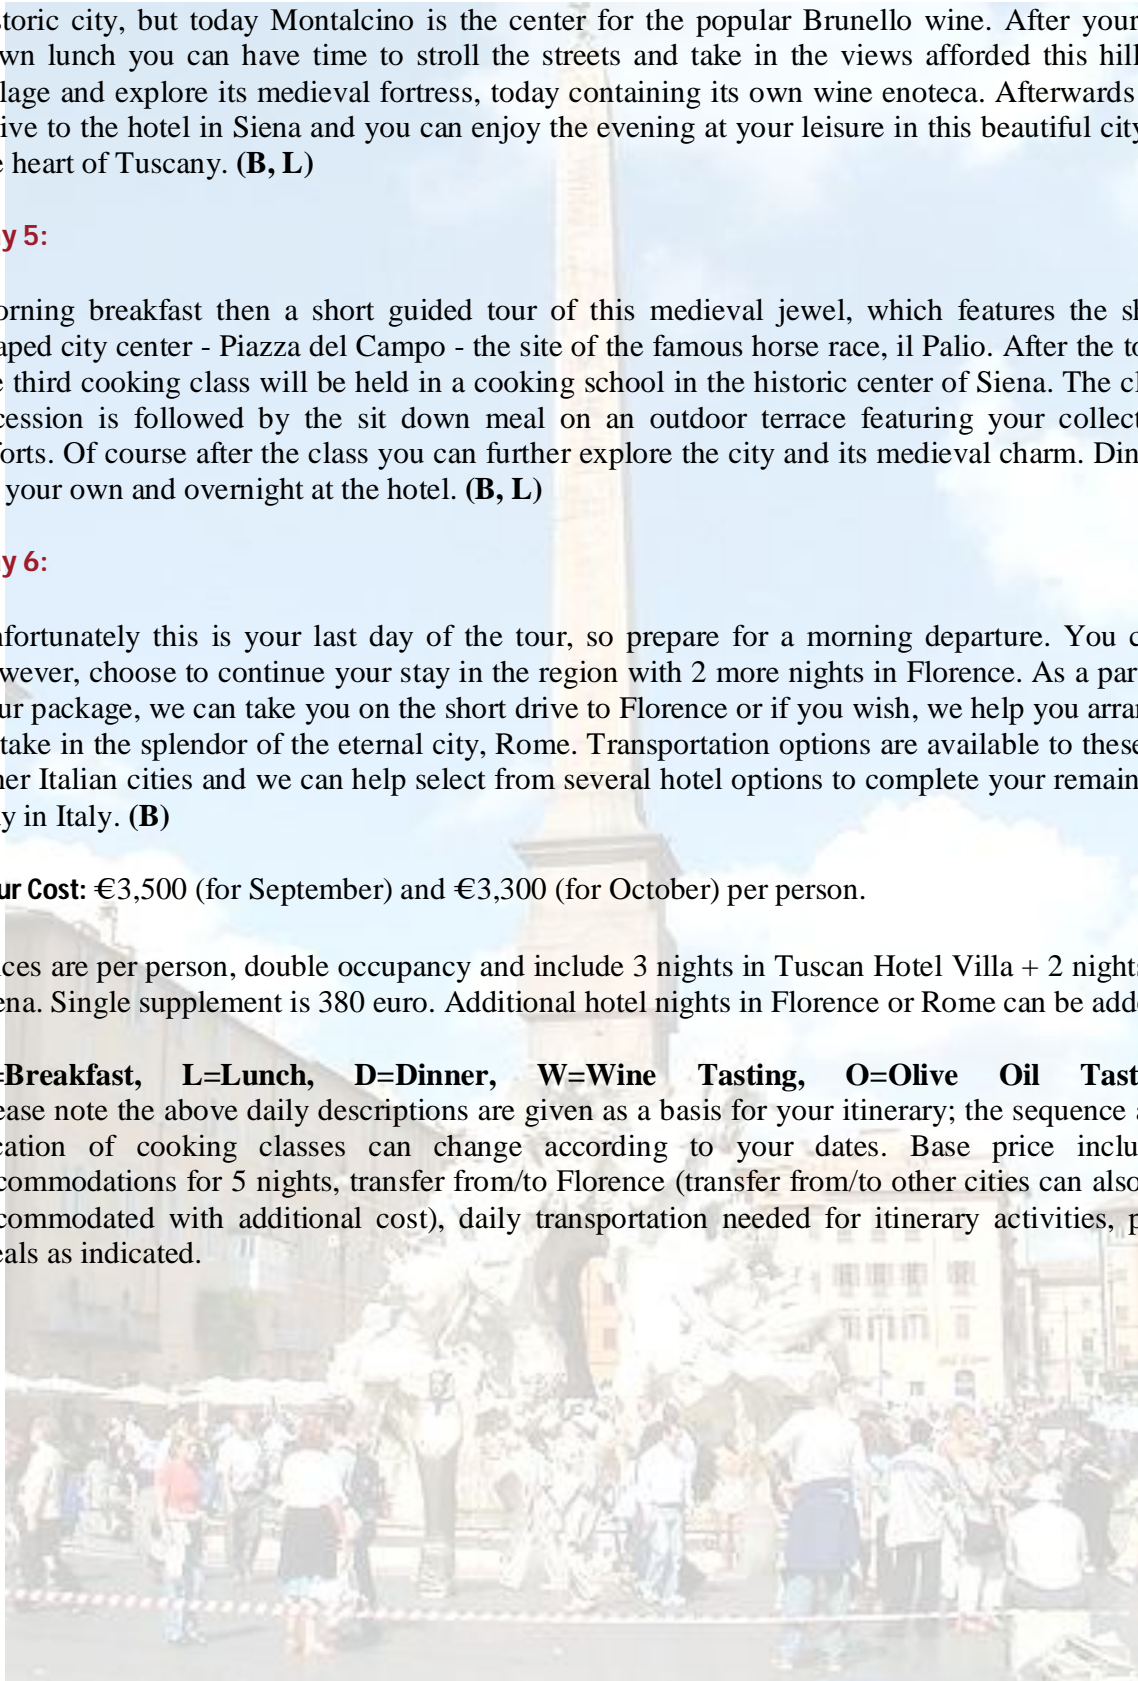 storic city, but today Montalcino is the center for the popular Brunello wine. After your
wn lunch you can have time to stroll the streets and take in the views afforded this hill
lage and explore its medieval fortress, today containing its own wine enoteca. Afterwards
ive to the hotel in Siena and you can enjoy the evening at your leisure in this beautiful city
e heart of Tuscany. (B, L)
y 5:
orning breakfast then a short guided tour of this medieval jewel, which features the sh
aped city center - Piazza del Campo - the site of the famous horse race, il Palio. After the to
e third cooking class will be held in a cooking school in the historic center of Siena. The cl
cession is followed by the sit down meal on an outdoor terrace featuring your collect
forts. Of course after the class you can further explore the city and its medieval charm. Din
your own and overnight at the hotel. (B, L)
y 6:
nfortunately this is your last day of the tour, so prepare for a morning departure. You c
wever, choose to continue your stay in the region with 2 more nights in Florence. As a par
ur package, we can take you on the short drive to Florence or if you wish, we help you arran
take in the splendor of the eternal city, Rome. Transportation options are available to these
her Italian cities and we can help select from several hotel options to complete your remain
y in Italy. (B)
ur Cost: €3,500 (for September) and €3,300 (for October) per person.
ices are per person, double occupancy and include 3 nights in Tuscan Hotel Villa + 2 nights
ena. Single supplement is 380 euro. Additional hotel nights in Florence or Rome can be adde
=Breakfast, L=Lunch, D=Dinner, W=Wine Tasting, O=Olive Oil Tast
ease note the above daily descriptions are given as a basis for your itinerary; the sequence a
cation of cooking classes can change according to your dates. Base price inclu
commodations for 5 nights, transfer from/to Florence (transfer from/to other cities can also
commodated with additional cost), daily transportation needed for itinerary activities, p
eals as indicated.